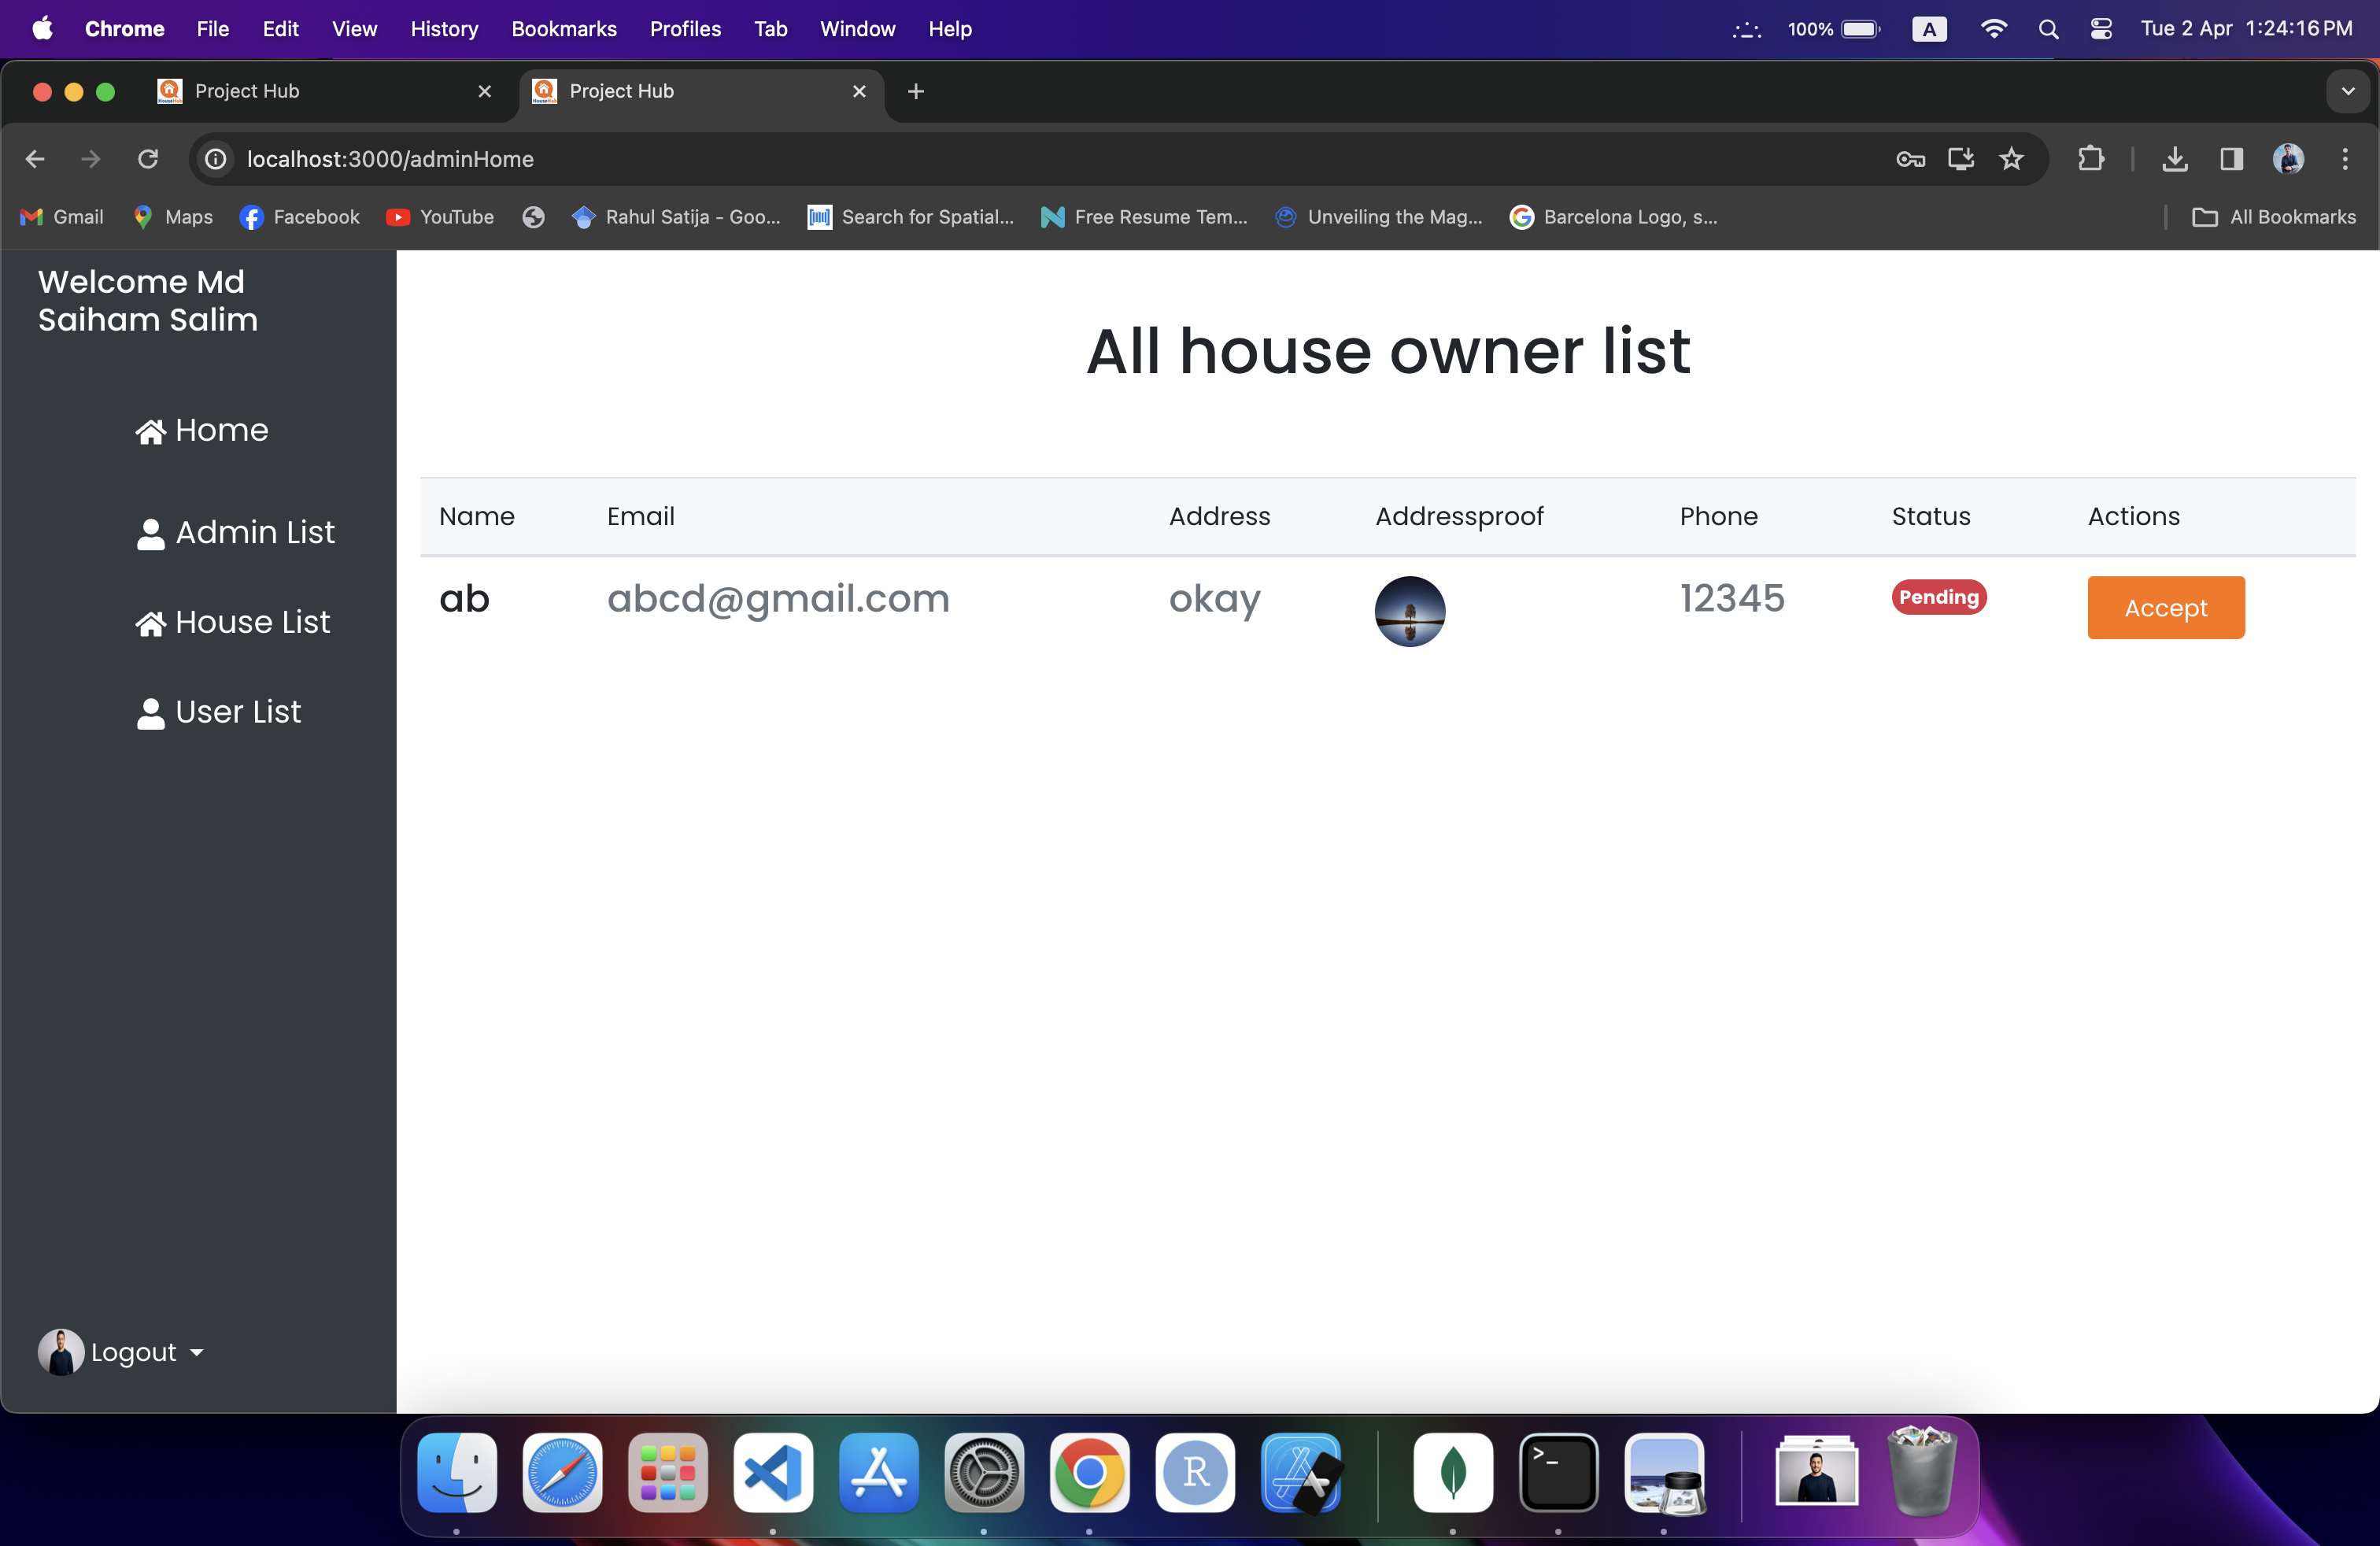 Chrome File Edit View History Bookmarks Profiles Tab Window Help 100% A Tue 2 Apr 1:24:16 PM
Project Hub Project Hub
localhost:3000/adminHome
Gmail Maps Facebook YouTube Rahul Satija - Goo... Search for Spatial... Free Resume Tem... Unveiling the Mag... Barcelona Logo, s... All Bookmarks
Welcome Md
Saiham Salim
Home
Admin List
House List
User List
Logout
All house owner list
Name Email Address Addressproof Phone Status Actions
ab abcd@gmail.com okay 12345 Pending Accept
R
>_